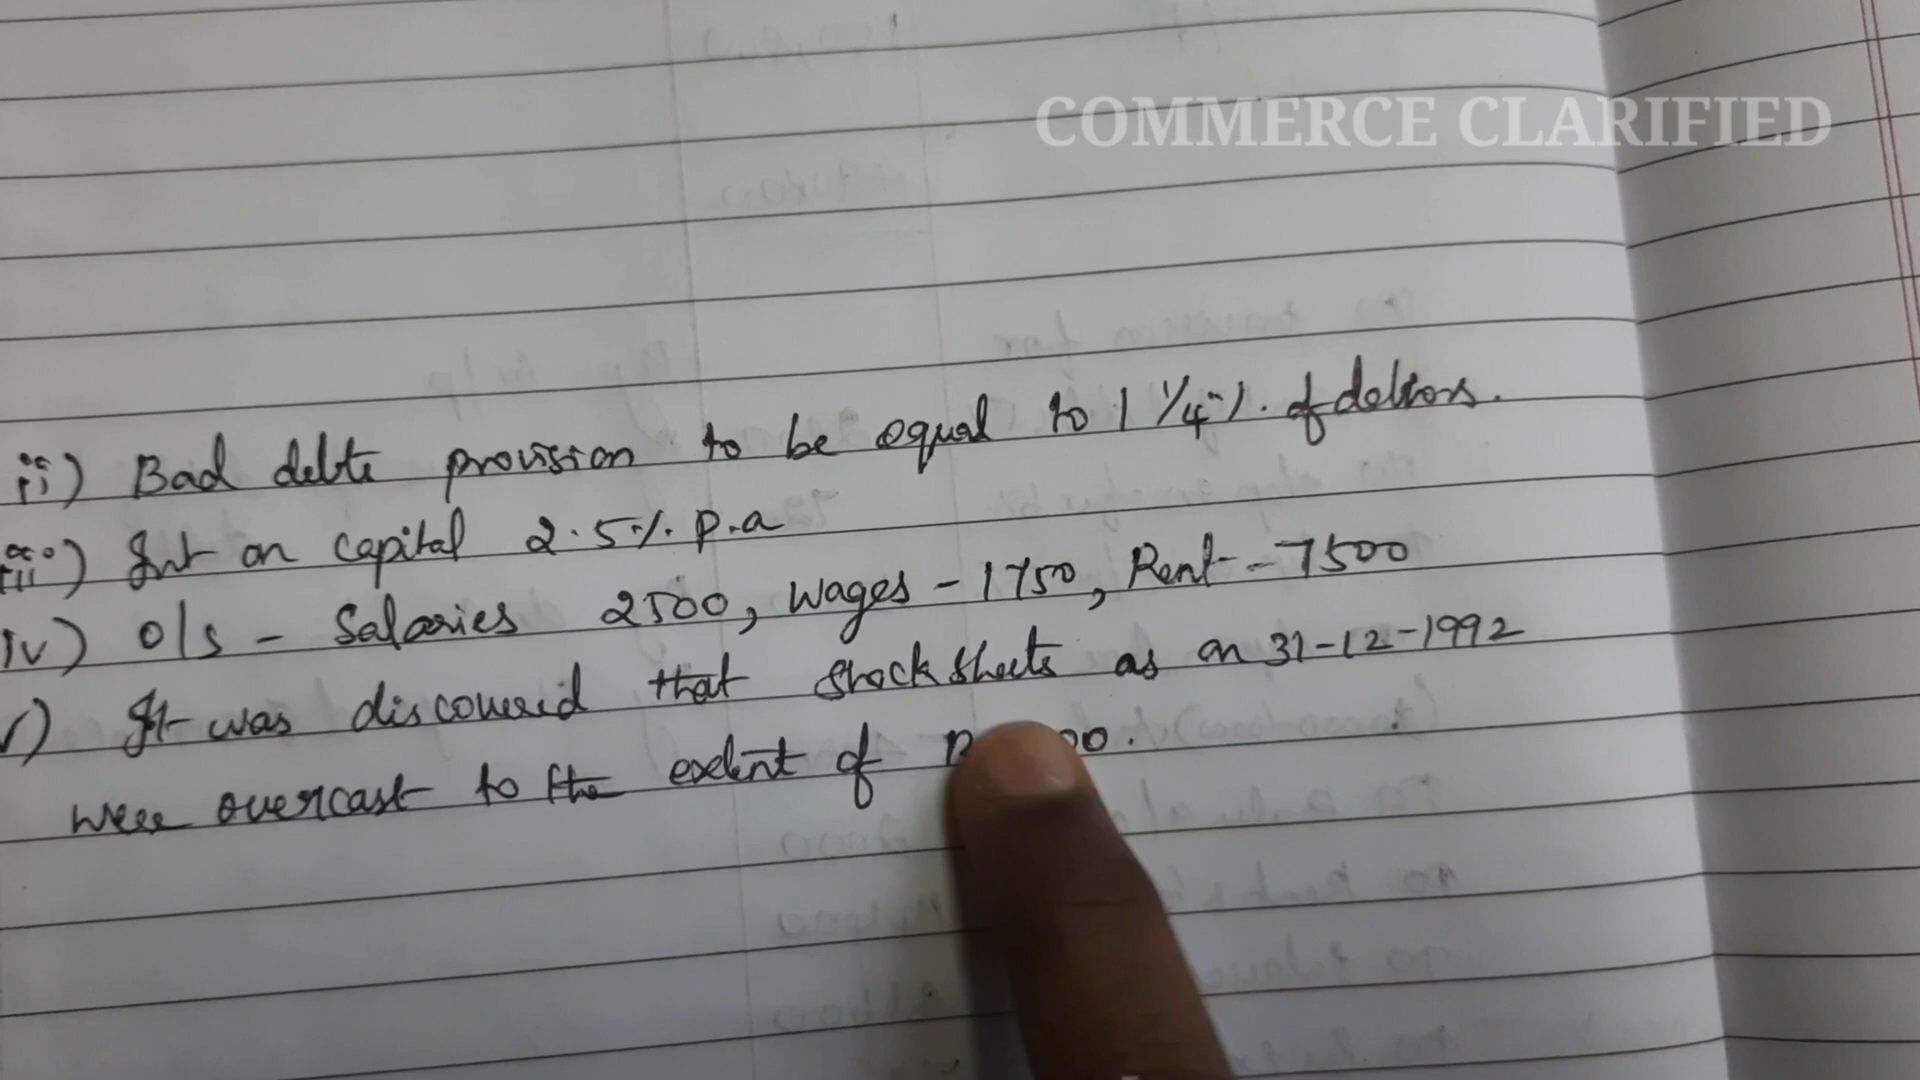 COMMERCE CLARIFIED
ii) Bad debts provision to be equal to 1 1/4 %. of debtors.
iii) Int on capital 2.5%. p.a
iv) o/s - Salaries 2500, wages - 1750, Rent - 7500
v) It was discovered that stock sheets as on 31-12-1992
were overcast to the extent of